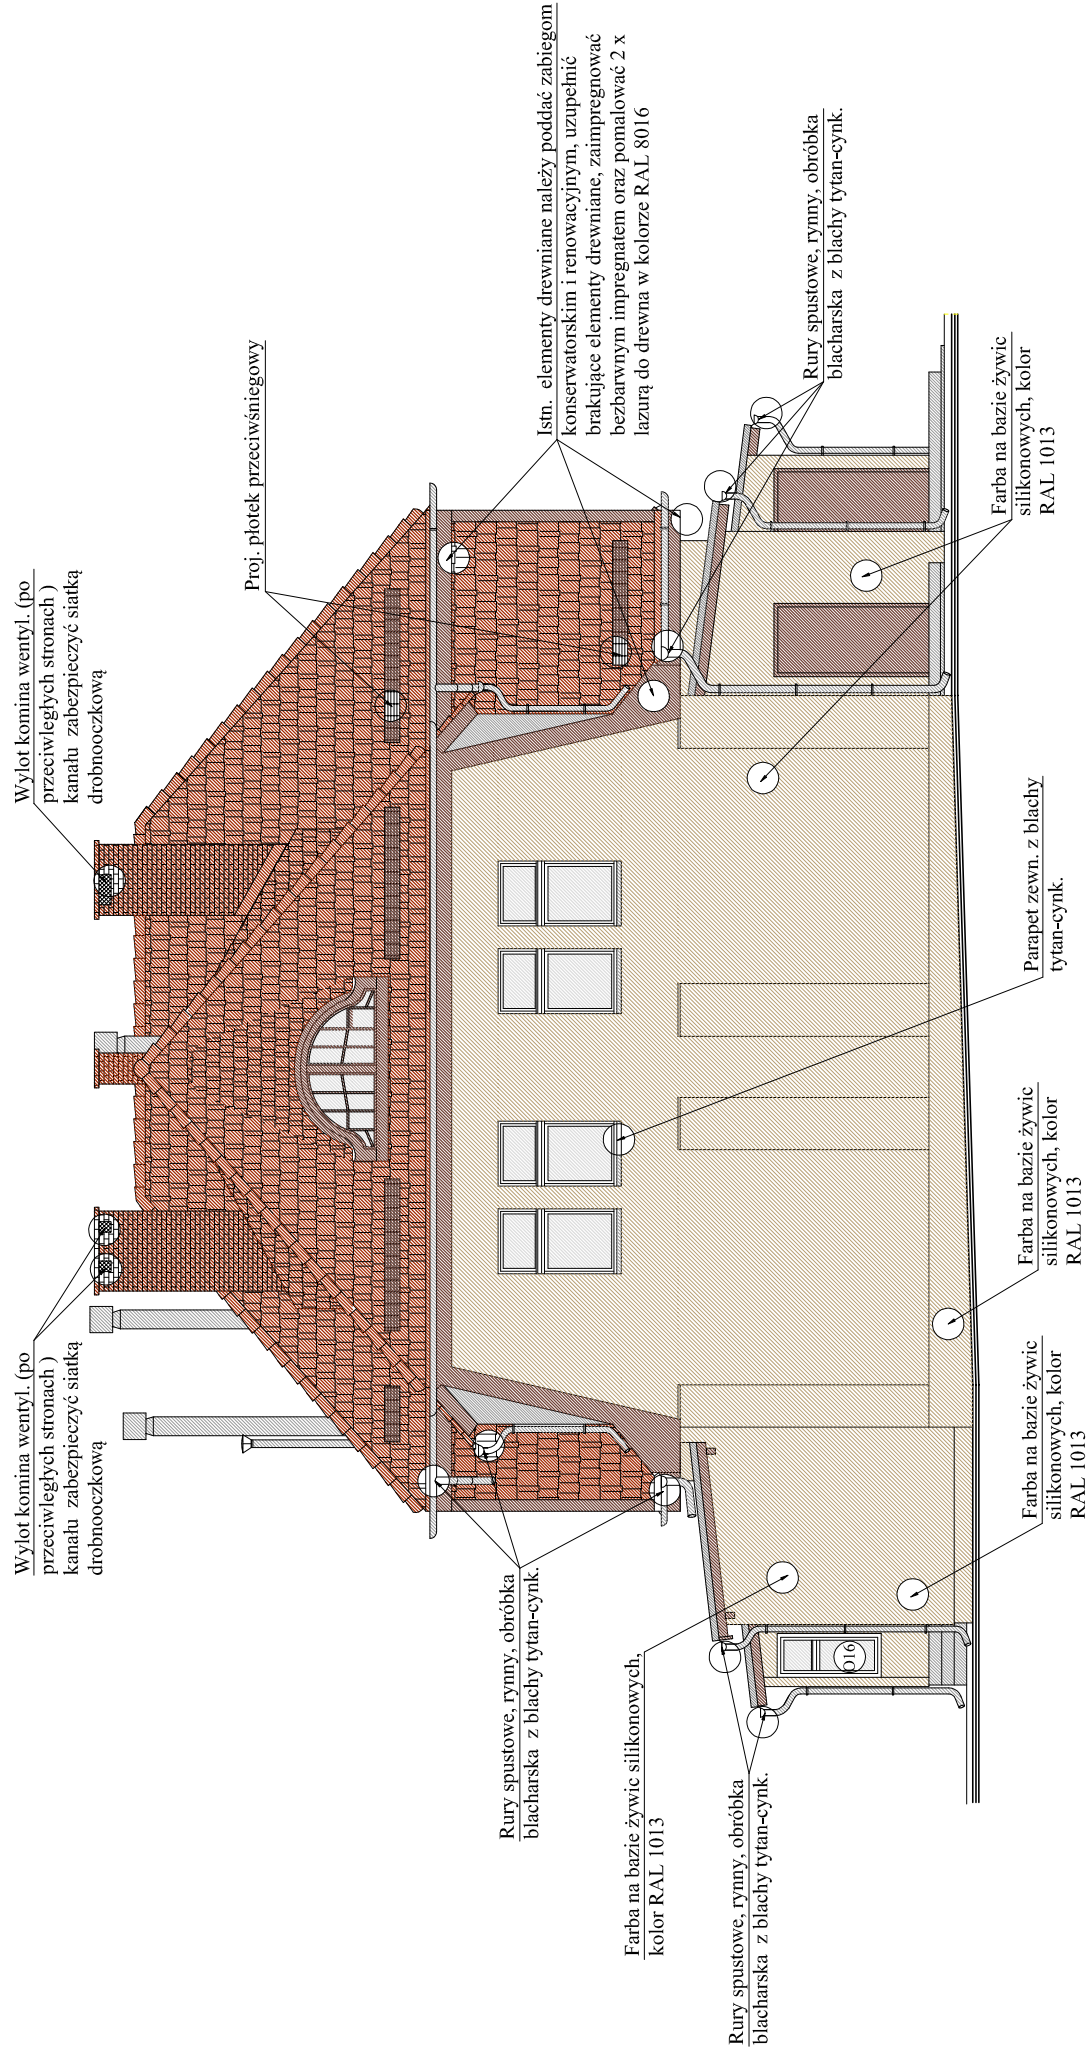 Wylot komina wentyl. (po
przeciwległych stronach )
kanału zabezpieczyć siatką
drobnooczkową
Wylot komina wentyl. (po
przeciwległych stronach )
kanału zabezpieczyć siatką
drobnooczkową
Proj. płotek przeciwśniegowy
Istn. elementy drewniane należy poddać zabiegom
konserwatorskim i renowacyjnym, uzupełnić
brakujące elementy drewniane, zaimpregnować
bezbarwnym impregnatem oraz pomalować 2 x
lazurą do drewna w kolorze RAL 8016
Rury spustowe, rynny, obróbka
blacharska z blachy tytan-cynk.
Farba na bazie żywic silikonowych,
kolor RAL 1013
Rury spustowe, rynny, obróbka
blacharska z blachy tytan-cynk.
O16
Rury spustowe, rynny, obróbka
blacharska z blachy tytan-cynk.
Farba na bazie żywic
silikonowych, kolor
RAL 1013
Farba na bazie żywic
silikonowych, kolor
RAL 1013
Parapet zewn. z blachy
tytan-cynk.
Farba na bazie żywic
silikonowych, kolor
RAL 1013